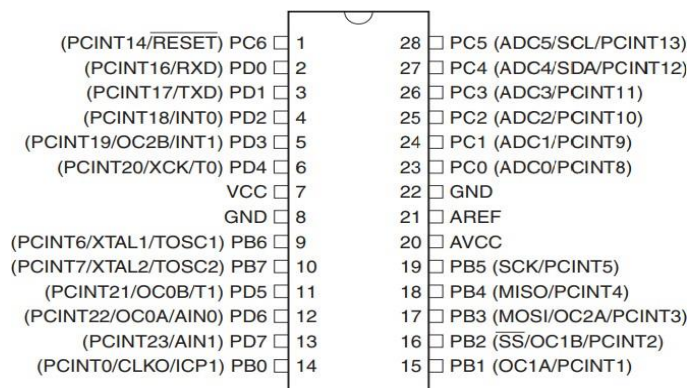 (PCINT14/RESET) PC6 1 28 PC5 (ADC5/SCL/PCINT13)
(PCINT16/RXD) PD0 2 27 PC4 (ADC4/SDA/PCINT12)
(PCINT17/TXD) PD1 3 26 PC3 (ADC3/PCINT11)
(PCINT18/INT0) PD2 4 25 PC2 (ADC2/PCINT10)
(PCINT19/OC2B/INT1) PD3 5 24 PC1 (ADC1/PCINT9)
(PCINT20/XCK/T0) PD4 6 23 PC0 (ADC0/PCINT8)
VCC 7 22 GND
GND 8 21 AREF
(PCINT6/XTAL1/TOSC1) PB6 9 20 AVCC
(PCINT7/XTAL2/TOSC2) PB7 10 19 PB5 (SCK/PCINT5)
(PCINT21/OC0B/T1) PD5 11 18 PB4 (MISO/PCINT4)
(PCINT22/OC0A/AIN0) PD6 12 17 PB3 (MOSI/OC2A/PCINT3)
(PCINT23/AIN1) PD7 13 16 PB2 (SS/OC1B/PCINT2)
(PCINT0/CLKO/ICP1) PB0 14 15 PB1 (OC1A/PCINT1)